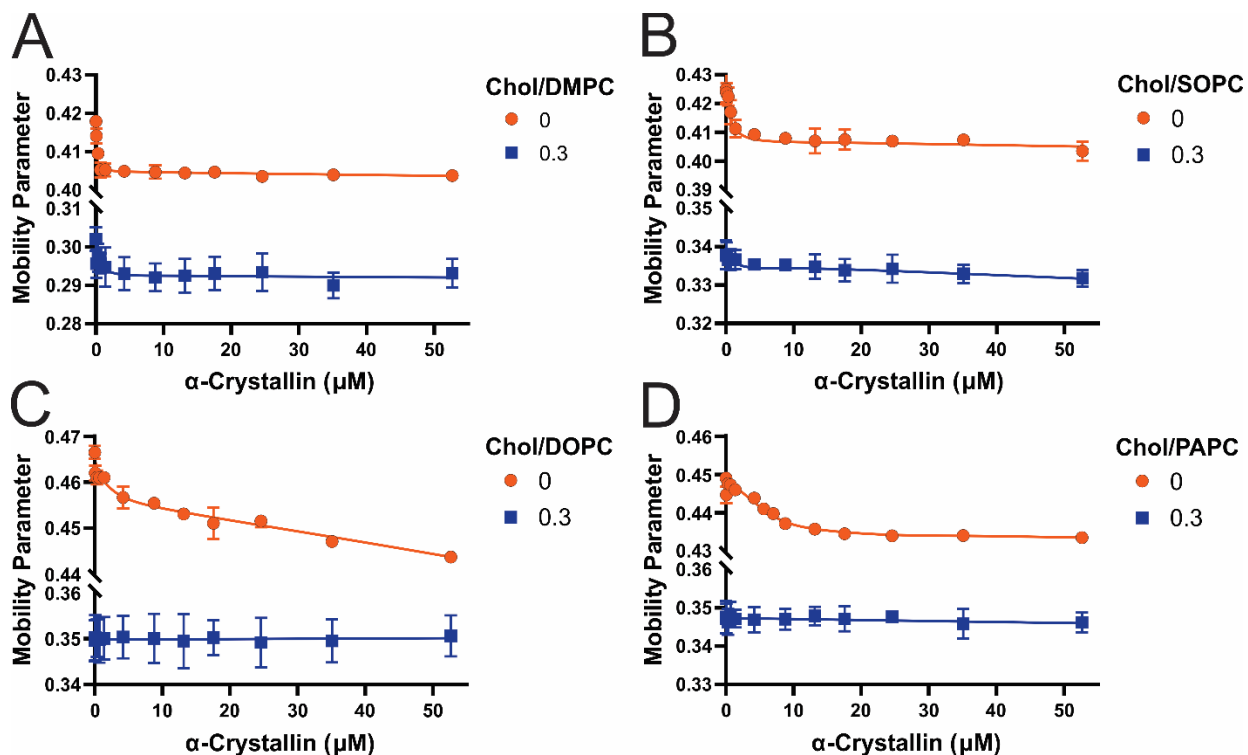 A
Chol/DMPC
0
0.3
Mobility Parameter
0.43
0.42
0.41
0.40
0.31
0.30
0.29
0.28
0 10 20 30 40 50
α-Crystallin (μM)
B
Chol/SOPC
0
0.3
Mobility Parameter
0.43
0.42
0.41
0.40
0.39
0.35
0.34
0.33
0.32
0 10 20 30 40 50
α-Crystallin (μM)
C
Chol/DOPC
0
0.3
Mobility Parameter
0.47
0.46
0.45
0.44
0.36
0.35
0.34
0 10 20 30 40 50
α-Crystallin (μM)
D
Chol/PAPC
0
0.3
Mobility Parameter
0.46
0.45
0.44
0.43
0.36
0.35
0.34
0.33
0 10 20 30 40 50
α-Crystallin (μM)